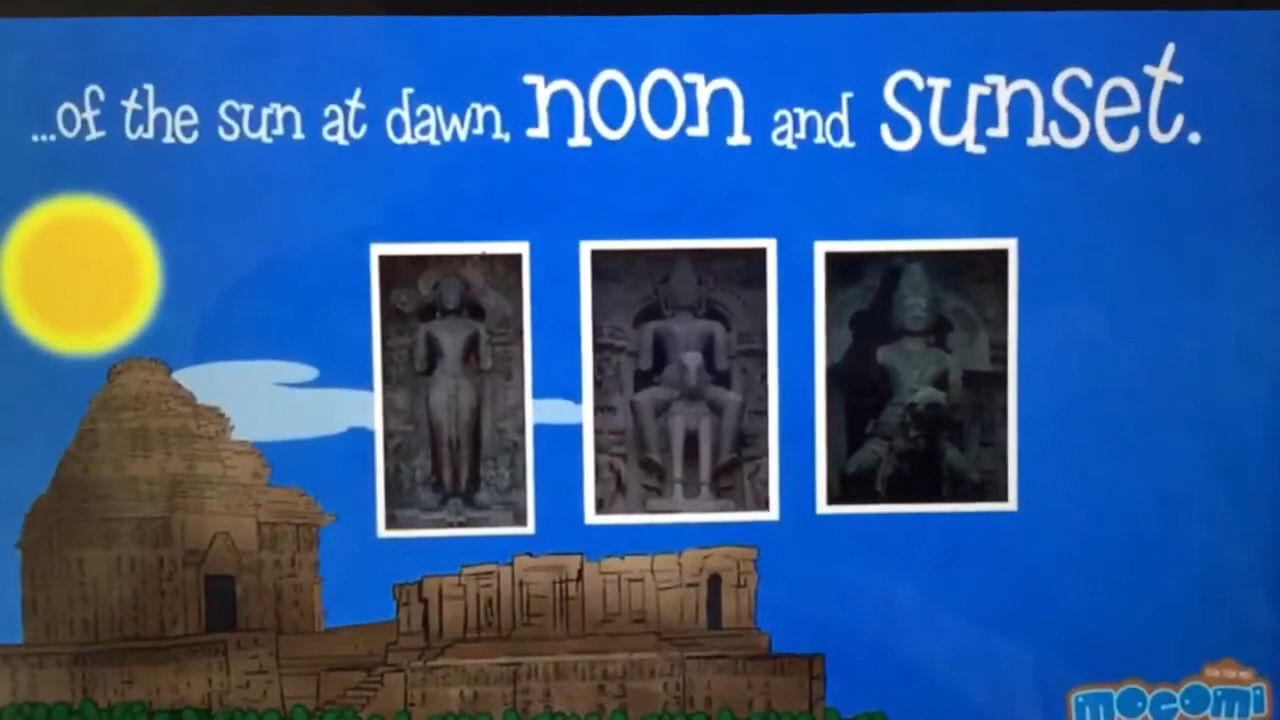 ...of the sun at dawn, noon and sunset.
mocomi